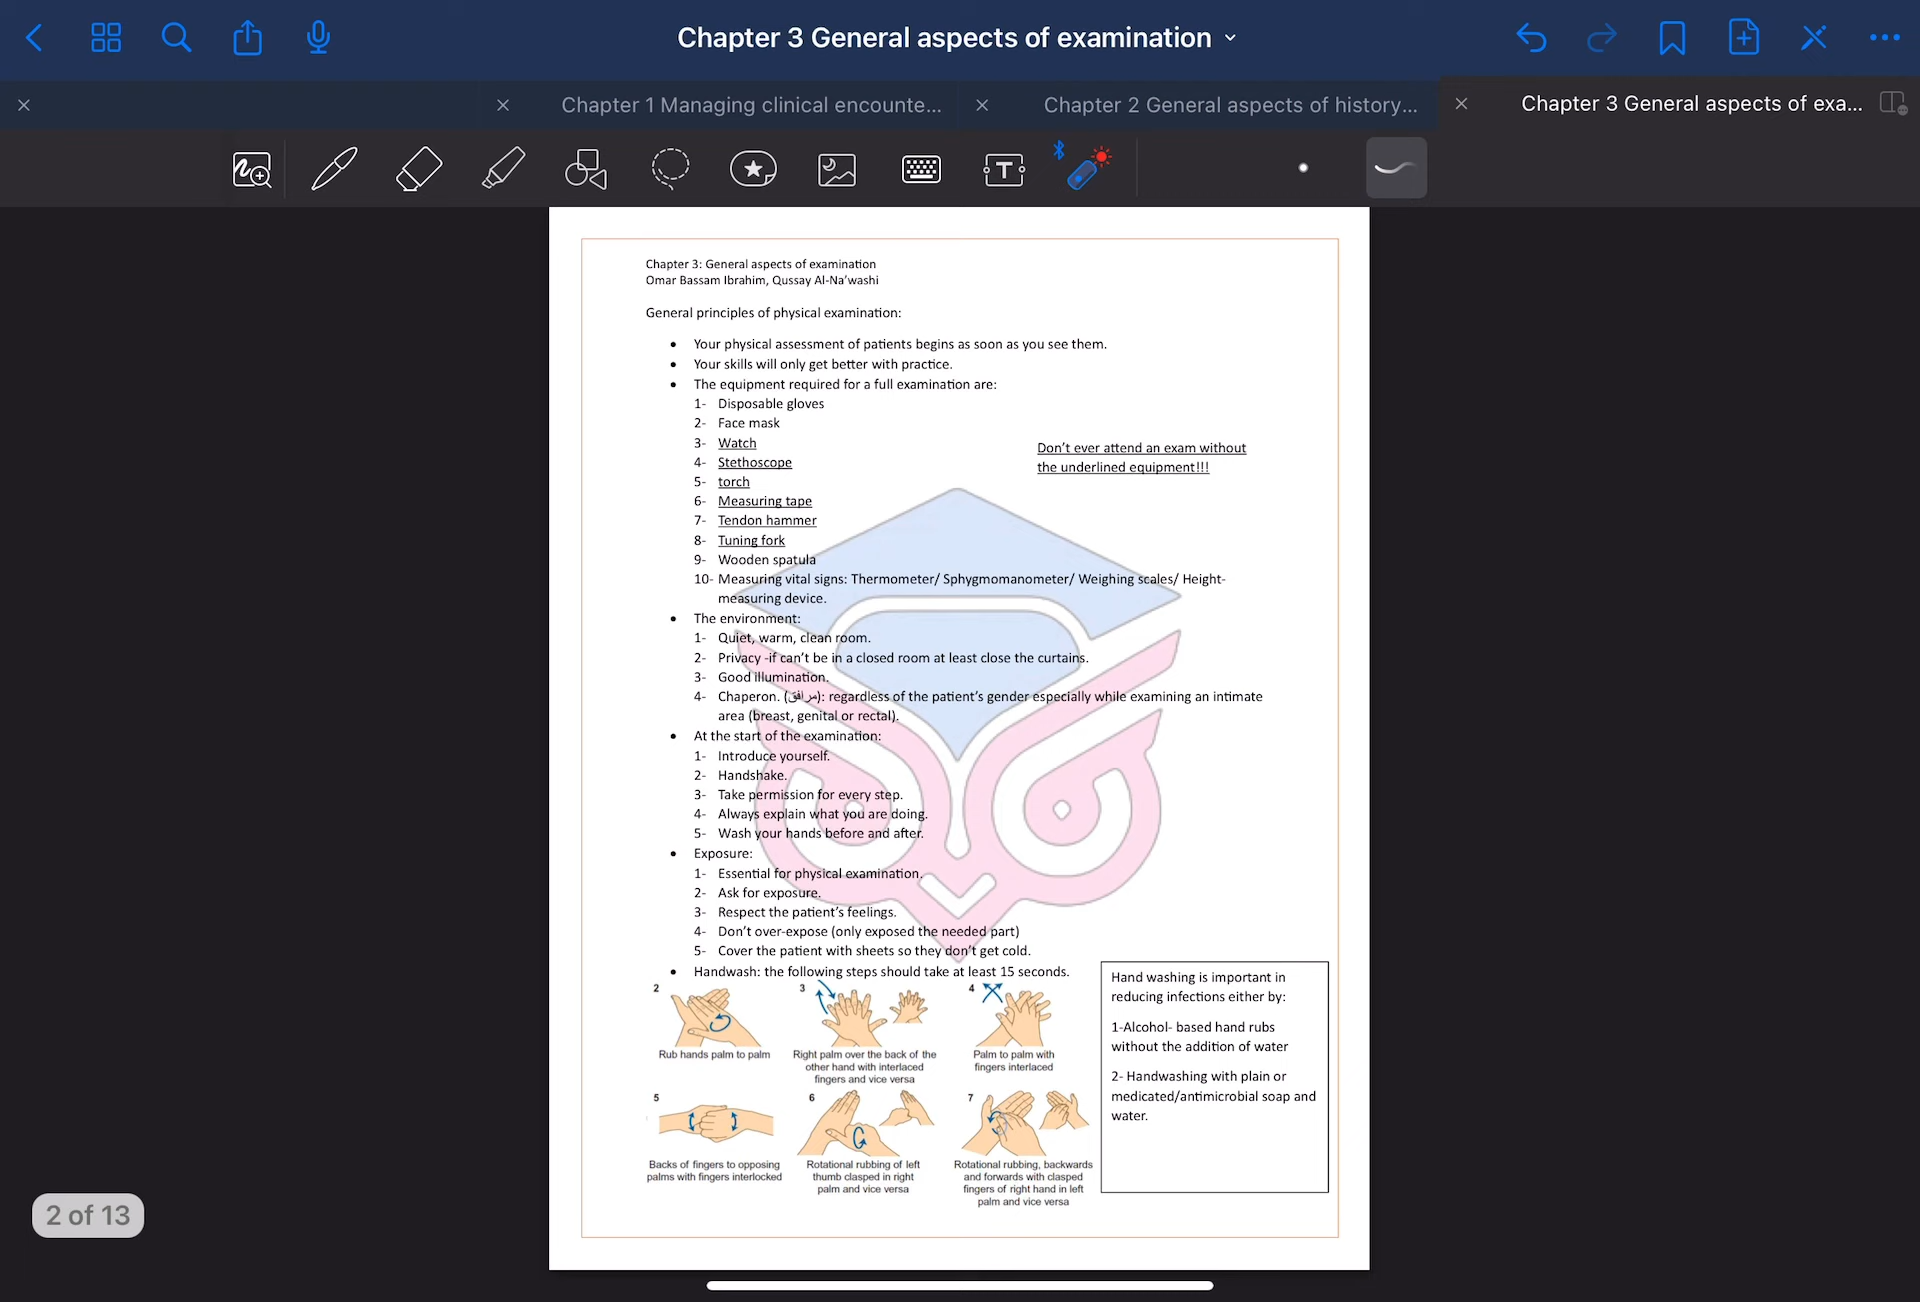 Chapter 3 General aspects of examination
Chapter 1 Managing clinical encounte...
Chapter 2 General aspects of history...
Chapter 3 General aspects of exa...
T
Chapter 3: General aspects of examination
Omar Bassam Ibrahim, Qussay Al-Na’washi
General principles of physical examination:
• Your physical assessment of patients begins as soon as you see them.
• Your skills will only get better with practice.
• The equipment required for a full examination are:
1- Disposable gloves
2- Face mask
3- Watch
4- Stethoscope
5- torch
6- Measuring tape
7- Tendon hammer
8- Tuning fork
9- Wooden spatula
10- Measuring vital signs: Thermometer/ Sphygmomanometer/ Weighing scales/ Height-
measuring device.
Don’t ever attend an exam without
the underlined equipment!!!
• The environment:
1- Quiet, warm, clean room.
2- Privacy -if can’t be in a closed room at least close the curtains.
3- Good illumination.
4- Chaperon. (مرافق): regardless of the patient’s gender especially while examining an intimate
area (breast, genital or rectal).
• At the start of the examination:
1- Introduce yourself.
2- Handshake.
3- Take permission for every step.
4- Always explain what you are doing.
5- Wash your hands before and after.
• Exposure:
1- Essential for physical examination.
2- Ask for exposure.
3- Respect the patient’s feelings.
4- Don’t over-expose (only exposed the needed part)
5- Cover the patient with sheets so they don’t get cold.
• Handwash: the following steps should take at least 15 seconds.
2
Rub hands palm to palm
3
Right palm over the back of the
other hand with interlaced
fingers and vice versa
4
Palm to palm with
fingers interlaced
5
Backs of fingers to opposing
palms with fingers interlocked
6
Rotational rubbing of left
thumb clasped in right
palm and vice versa
7
Rotational rubbing, backwards
and forwards with clasped
fingers of right hand in left
palm and vice versa
Hand washing is important in
reducing infections either by:
1-Alcohol- based hand rubs
without the addition of water
2- Handwashing with plain or
medicated/antimicrobial soap and
water.
2 of 13